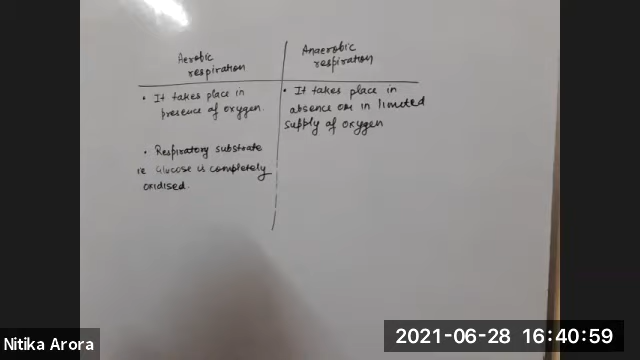 Aerobic
respiration
Anaerobic
respiration
• It takes place in
presence of oxygen.
• Respiratory substrate
ie Glucose is completely
oxidised.
• It takes place in
absence or in limited
supply of oxygen
Nitika Arora
2021-06-28 16:40:59